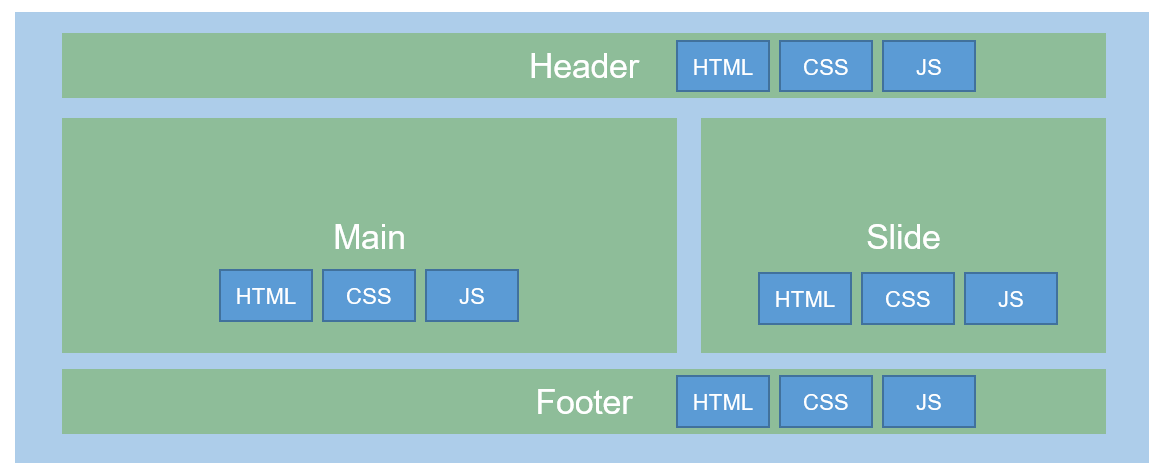 Header HTML CSS JS
Main
HTML CSS JS
Slide
HTML CSS JS
Footer HTML CSS JS